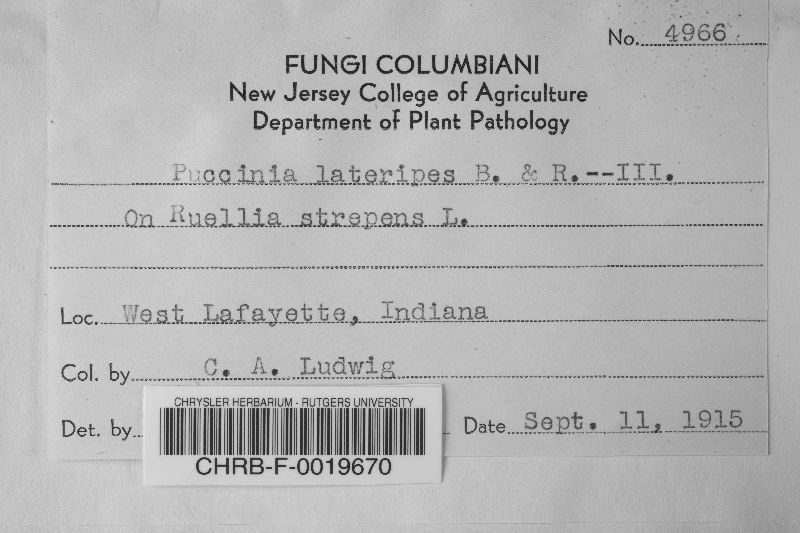 No. 4966
FUNGI COLUMBIANI
New Jersey College of Agriculture
Department of Plant Pathology
Puccinia lateripes B. & R.--III.
On Ruellia strepens L.
Loc. West Lafayette, Indiana
Col. by C. A. Ludwig
Det. by
Date Sept. 11, 1915
CHRYSLER HERBARIUM - RUTGERS UNIVERSITY
CHRB-F-0019670